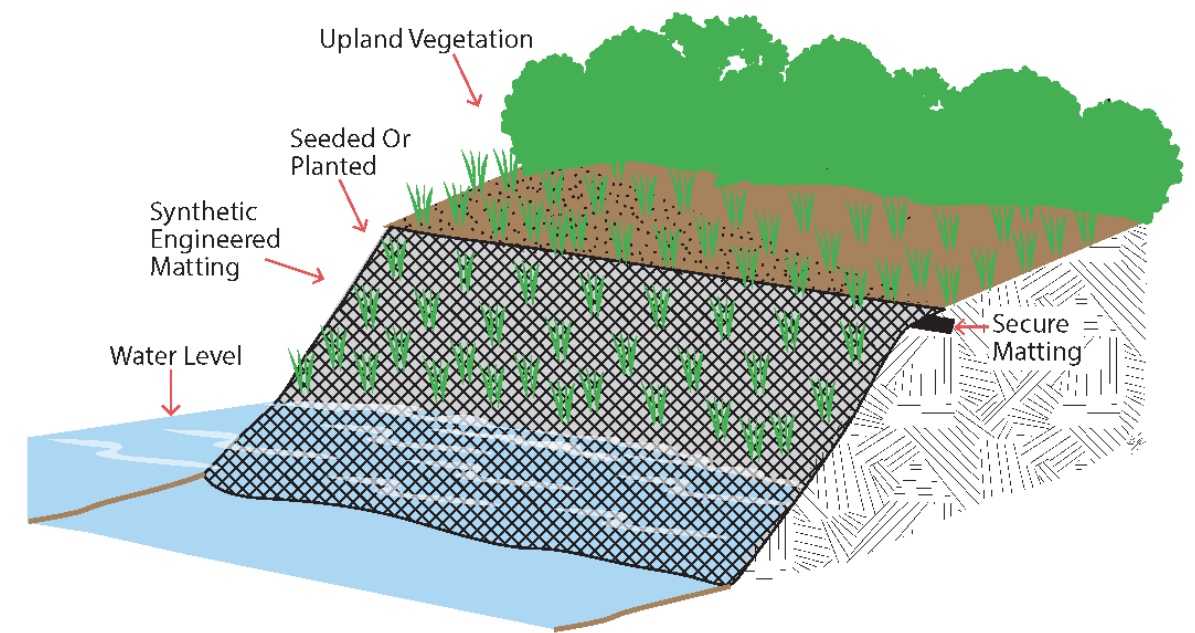 Upland Vegetation
Seeded Or
Planted
Synthetic
Engineered
Matting
Water Level
Secure
Matting